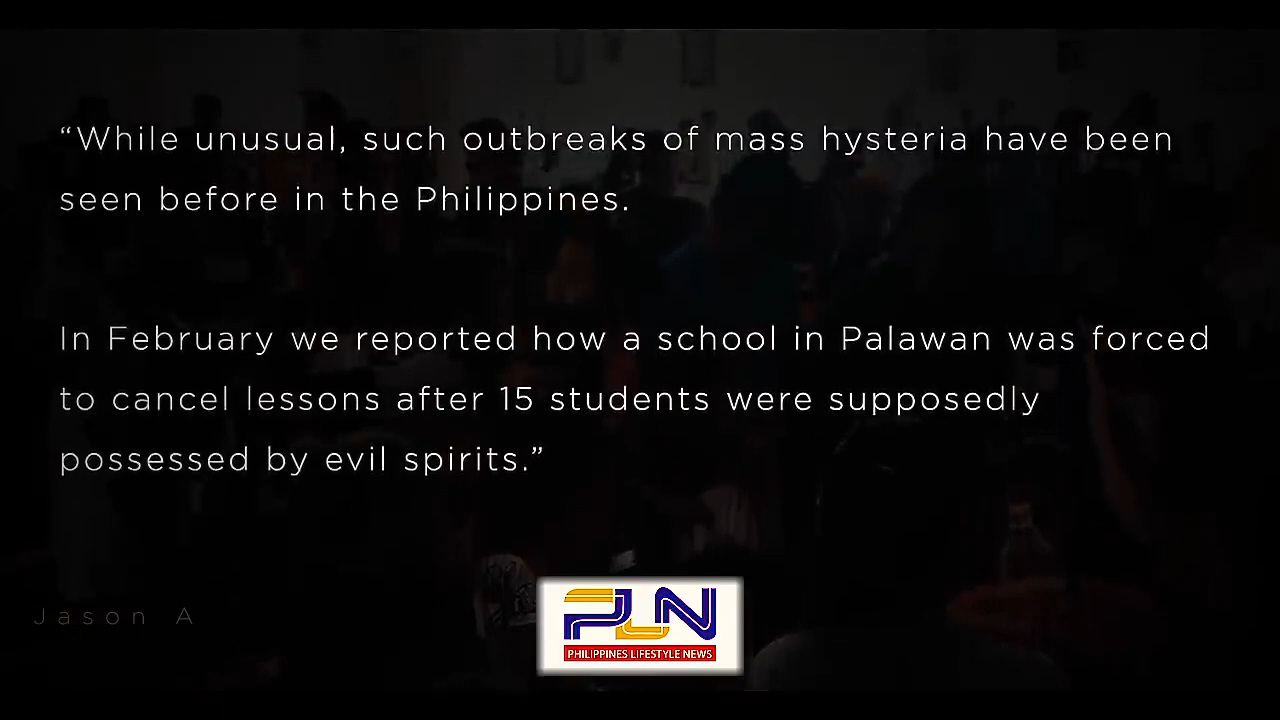 “While unusual, such outbreaks of mass hysteria have been
seen before in the Philippines.
In February we reported how a school in Palawan was forced
to cancel lessons after 15 students were supposedly
possessed by evil spirits.”
Jason A
PLN
PHILIPPINES LIFESTYLE NEWS